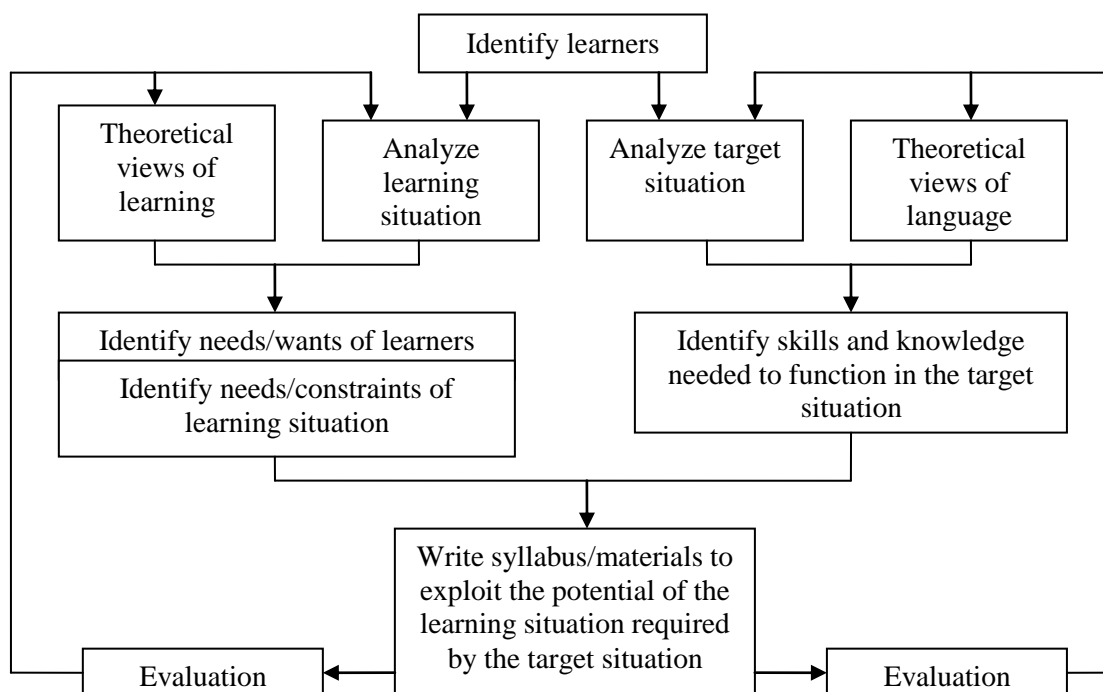 Identify learners
Theoretical
views of
learning
Analyze
learning
situation
Analyze target
situation
Theoretical
views of
language
Identify needs/wants of learners
Identify needs/constraints of
learning situation
Identify skills and knowledge
needed to function in the target
situation
Write syllabus/materials to
exploit the potential of the
learning situation required
by the target situation
Evaluation
Evaluation